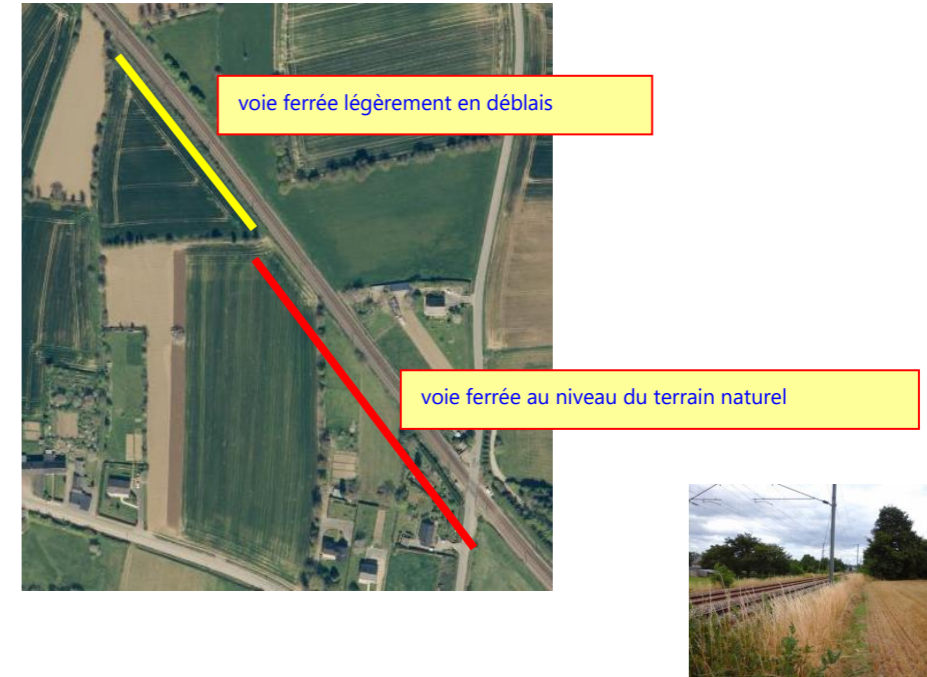 voie ferrée légèrement en déblais
voie ferrée au niveau du terrain naturel